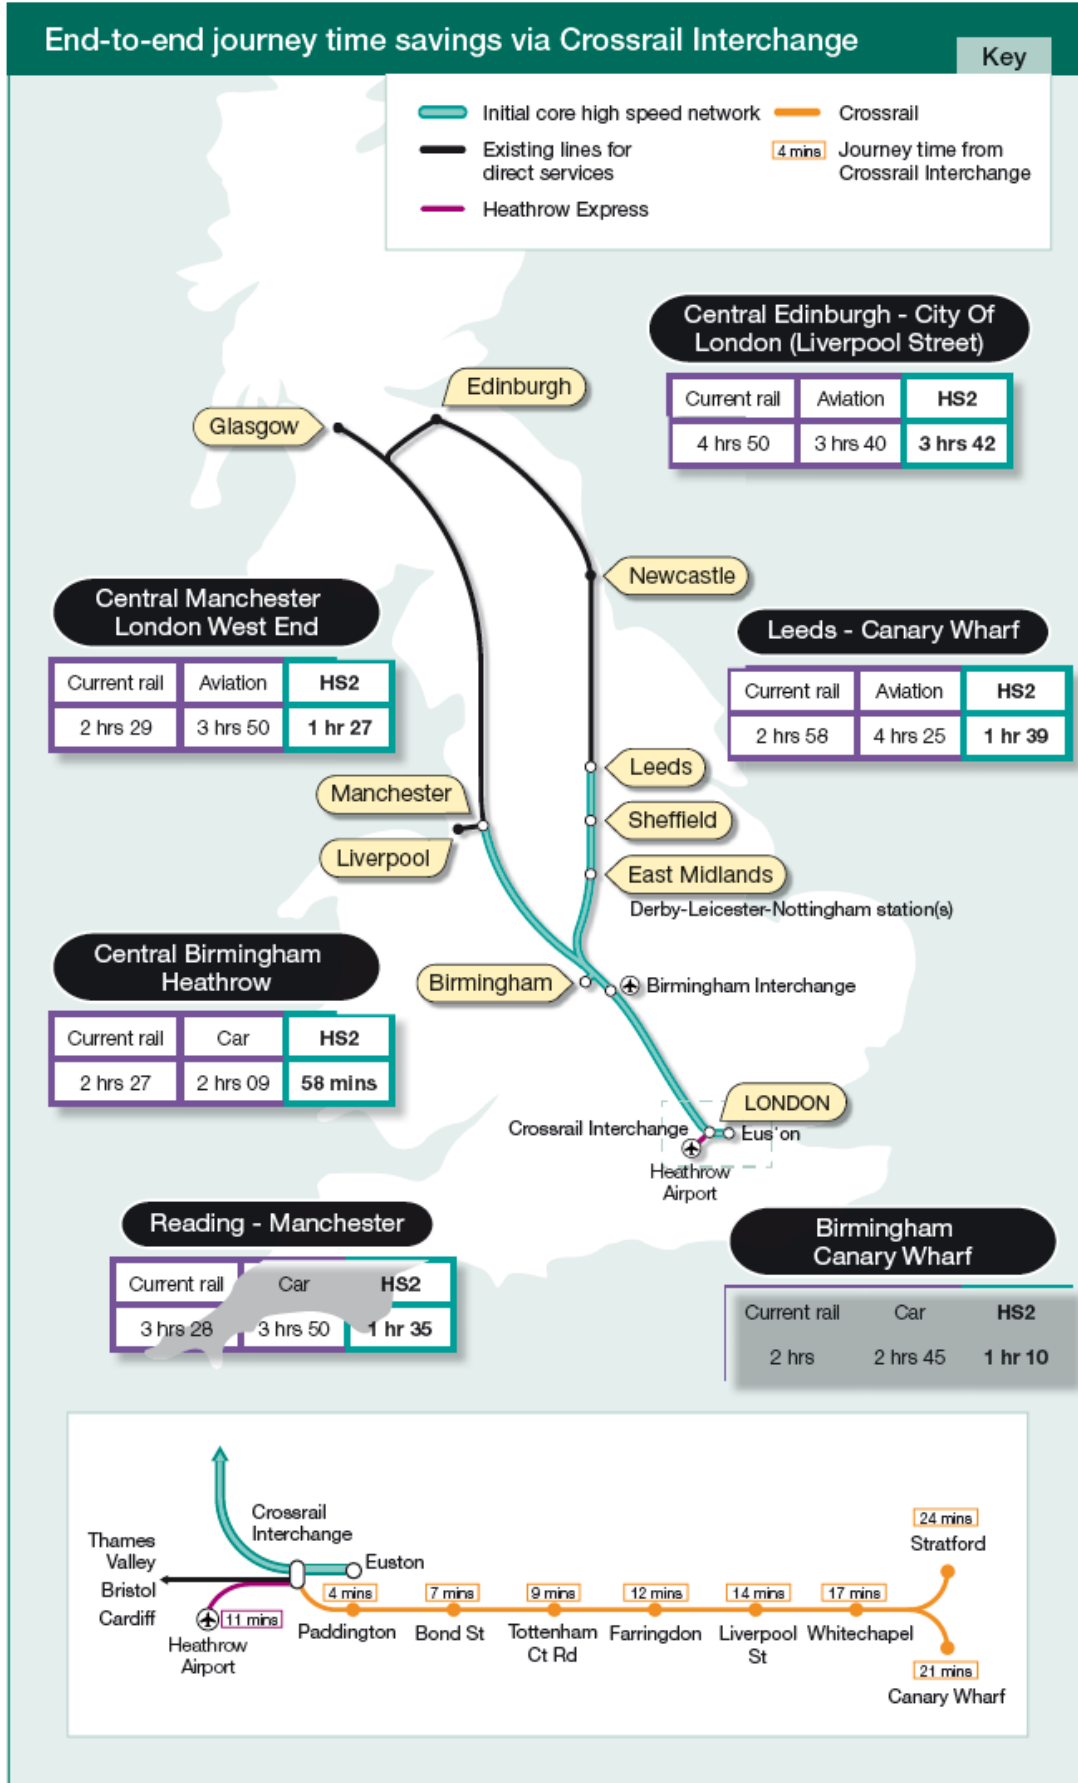 End-to-end journey time savings via Crossrail Interchange
Key
Initial core high speed network
Crossrail
Existing lines for
direct services
4 mins
Journey time from
Crossrail Interchange
Heathrow Express
Central Edinburgh - City Of
London (Liverpool Street)
Current rail Aviation HS2
4 hrs 50 3 hrs 40 3 hrs 42
Edinburgh
Glasgow
Newcastle
Central Manchester
London West End
Current rail Aviation HS2
2 hrs 29 3 hrs 50 1 hr 27
Leeds - Canary Wharf
Current rail Aviation HS2
2 hrs 58 4 hrs 25 1 hr 39
Leeds
Manchester
Sheffield
Liverpool
East Midlands
Derby-Leicester-Nottingham station(s)
Central Birmingham
Heathrow
Current rail Car HS2
2 hrs 27 2 hrs 09 58 mins
Birmingham
Birmingham Interchange
LONDON
Crossrail Interchange
Eus'on
Heathrow
Airport
Reading - Manchester
Current rail Car HS2
3 hrs 28 3 hrs 50 1 hr 35
Birmingham
Canary Wharf
Current rail Car HS2
2 hrs 2 hrs 45 1 hr 10
Crossrail
Interchange
Euston
Thames
Valley
Bristol
Cardiff
11 mins
Heathrow
Airport
4 mins
Paddington
7 mins
Bond St
9 mins
Tottenham
Ct Rd
12 mins
Farringdon
14 mins
Liverpool
St
17 mins
Whitechapel
24 mins
Stratford
21 mins
Canary Wharf